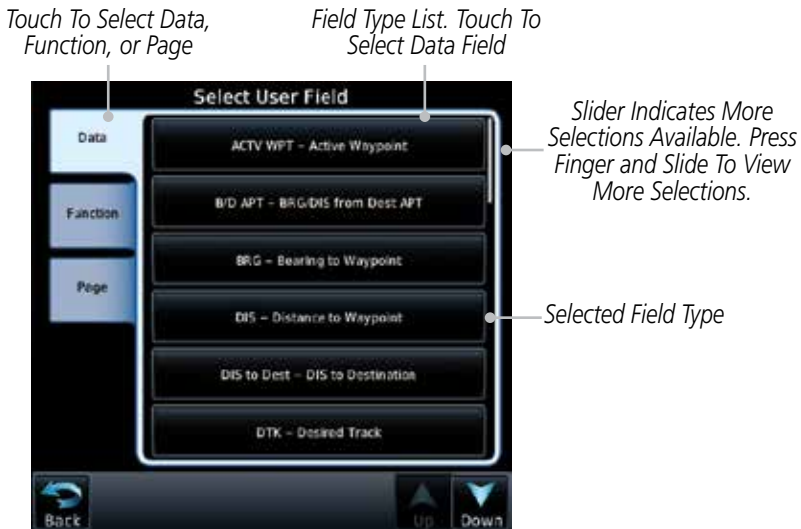 Touch To Select Data,
Function, or Page
Field Type List. Touch To
Select Data Field
Select User Field
Data
Function
Page
ACTV WPT – Active Waypoint
B/D APT – BRG/DIS from Dest APT
BRG – Bearing to Waypoint
DIS – Distance to Waypoint
DIS to Dest – DIS to Destination
DTK – Desired Track
Slider Indicates More
Selections Available. Press
Finger and Slide To View
More Selections.
Selected Field Type
Back
Up
Down